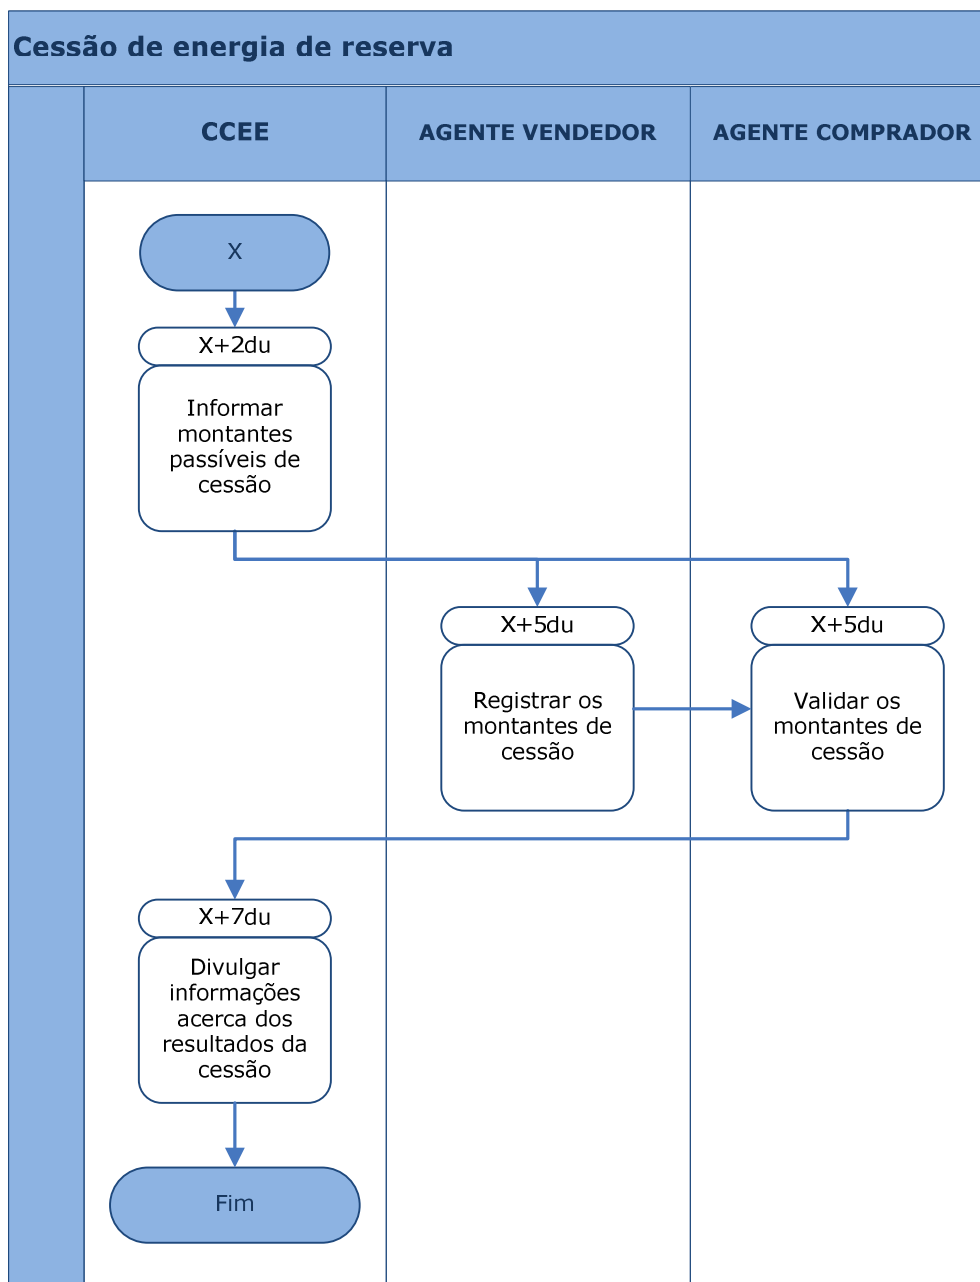 Cessão de energia de reserva
CCEE
AGENTE VENDEDOR
AGENTE COMPRADOR
X
X+2du
Informar
montantes
passíveis de
cessão
X+5du
Registrar os
montantes de
cessão
X+5du
Validar os
montantes de
cessão
X+7du
Divulgar
informações
acerca dos
resultados da
cessão
Fim